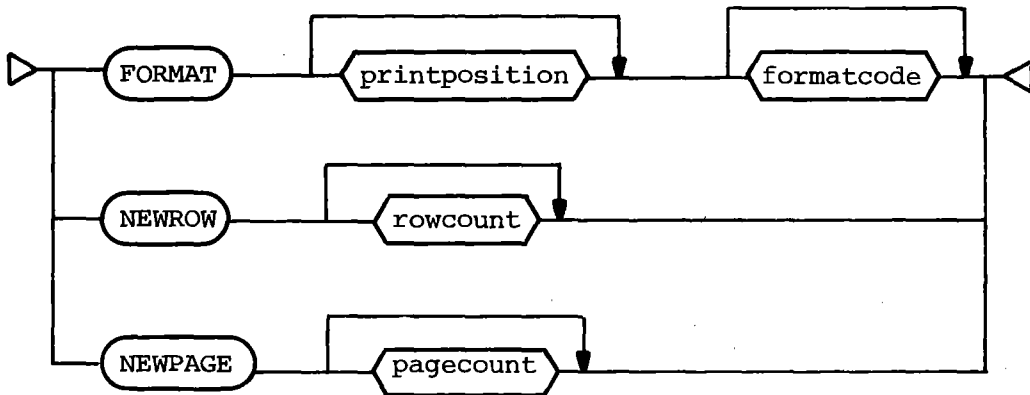 FORMAT printposition formatcode
NEWROW rowcount
NEWPAGE pagecount